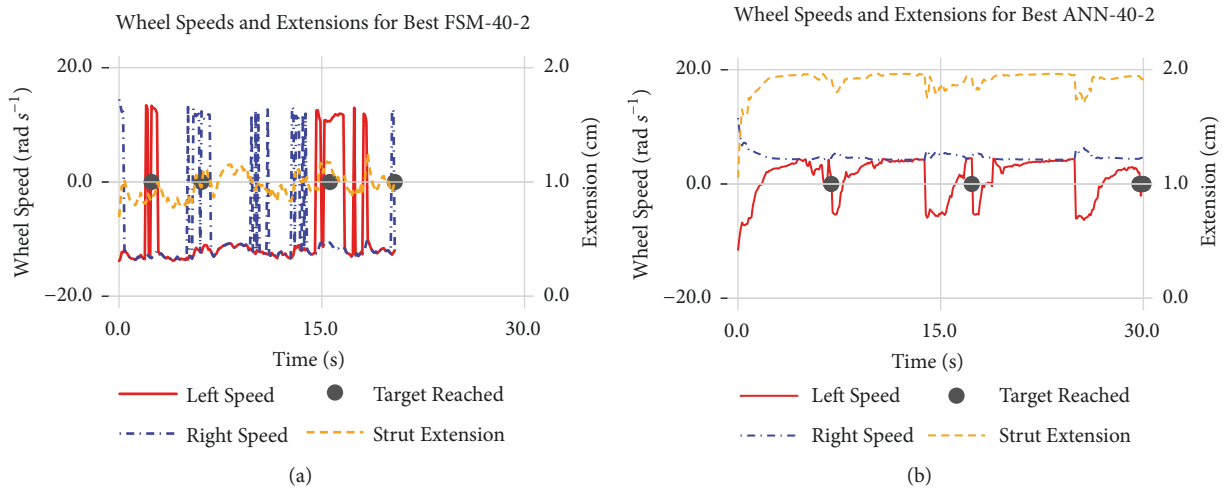 Wheel Speeds and Extensions for Best FSM-40-2
20.0
0.0
−20.0
Wheel Speed (rad s−1)
2.0
1.0
0.0
Extension (cm)
0.0
15.0
30.0
Time (s)
Left Speed
Target Reached
Right Speed
Strut Extension
(a)
Wheel Speeds and Extensions for Best ANN-40-2
20.0
0.0
−20.0
Wheel Speed (rad s−1)
2.0
1.0
0.0
Extension (cm)
0.0
15.0
30.0
Time (s)
Left Speed
Target Reached
Right Speed
Strut Extension
(b)